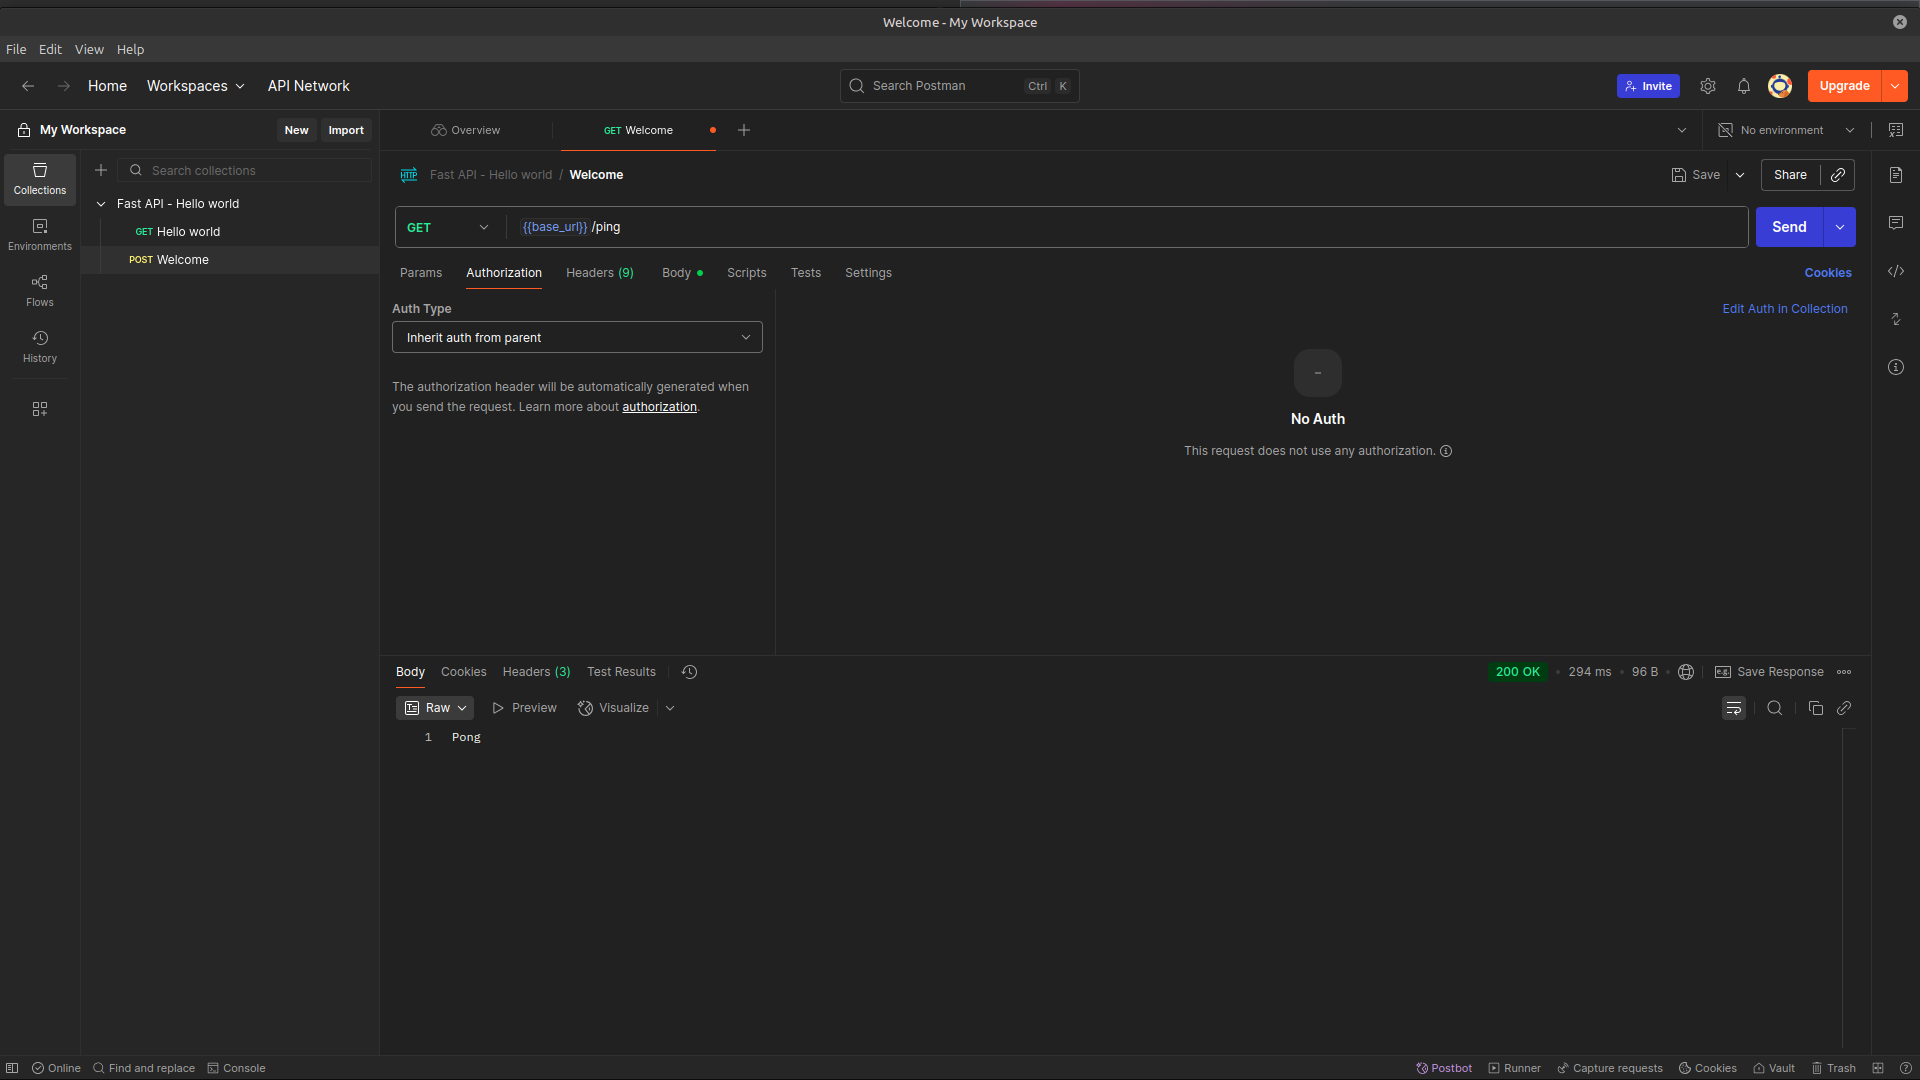 Welcome - My Workspace
File Edit View Help
Home Workspaces API Network Search Postman Ctrl K Invite Upgrade
My Workspace New Import Overview GET Welcome No environment
Collections
Search collections
Fast API - Hello world / Welcome Save Share
Fast API - Hello world
GET Hello world
POST Welcome
Environments
Flows
History
GET {{base_url}} /ping Send
Params Authorization Headers (9) Body Scripts Tests Settings Cookies
Auth Type Edit Auth in Collection
Inherit auth from parent
The authorization header will be automatically generated when
you send the request. Learn more about authorization.
-
No Auth
This request does not use any authorization.
Body Cookies Headers (3) Test Results 200 OK 294 ms 96 B e.g. Save Response
Raw Preview Visualize
1 Pong
Online Find and replace Console Postbot Runner Capture requests Cookies Vault Trash